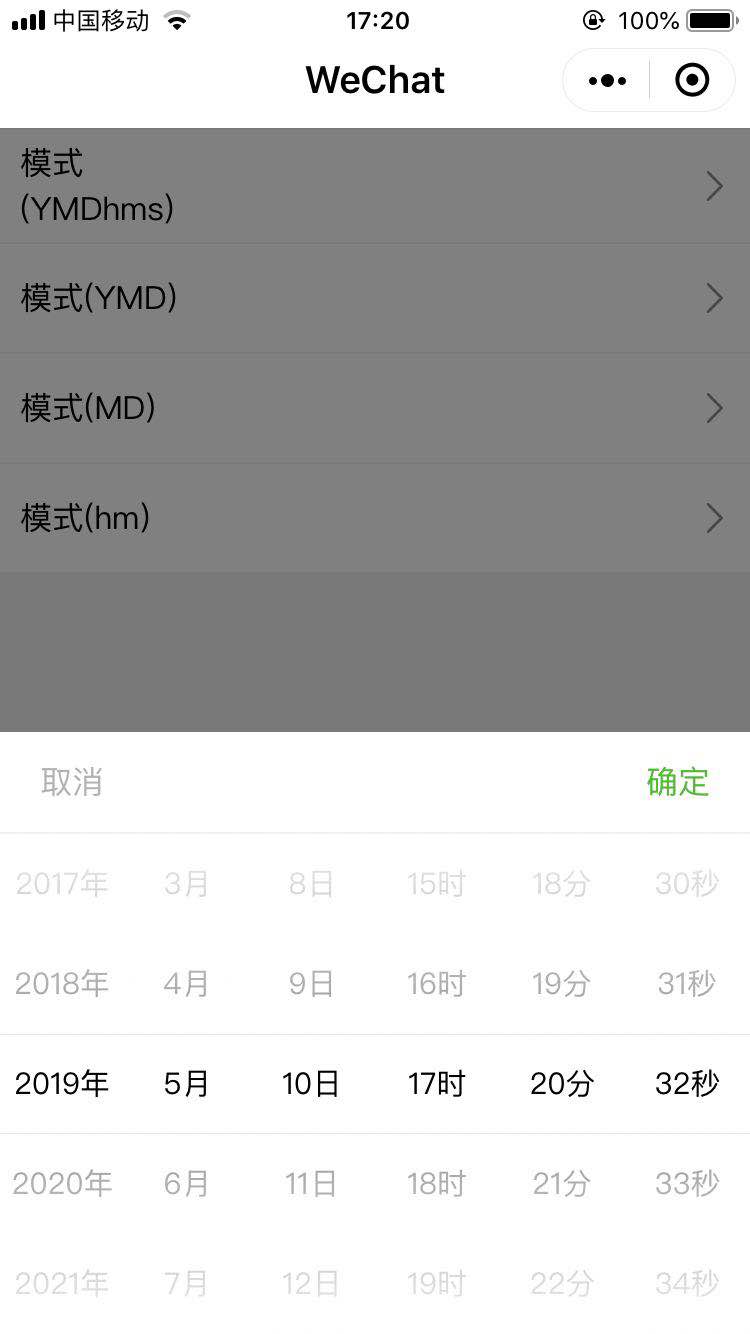 中国移动 17:20 100%
WeChat
模式
(YMDhms)
模式(YMD)
模式(MD)
模式(hm)
取消 确定
2017年 3月 8日 15时 18分 30秒
2018年 4月 9日 16时 19分 31秒
2019年 5月 10日 17时 20分 32秒
2020年 6月 11日 18时 21分 33秒
2021年 7月 12日 19时 22分 34秒